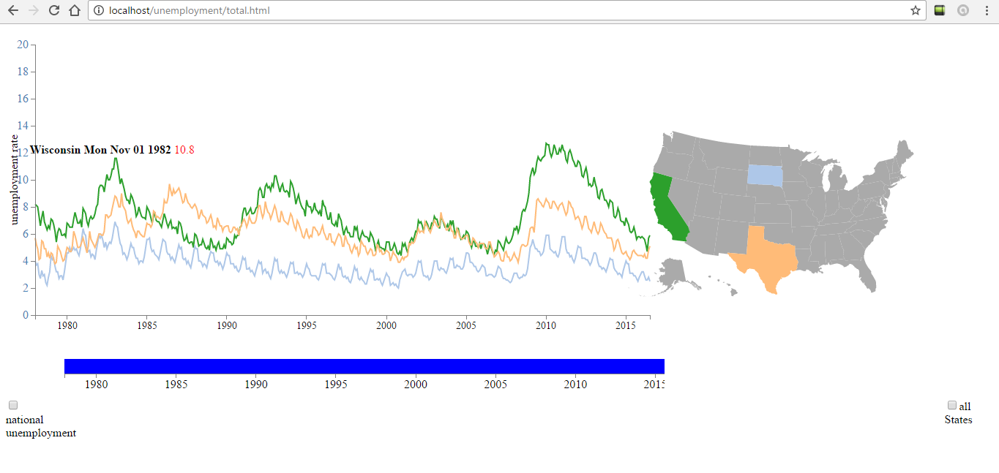 localhost/unemployment/total.html
20
18
16
14
12
10
8
6
4
2
0
unemployment rate
Wisconsin Mon Nov 01 1982 10.8
1980 1985 1990 1995 2000 2005 2010 2015
1980 1985 1990 1995 2000 2005 2010 2015
national
unemployment
all
States